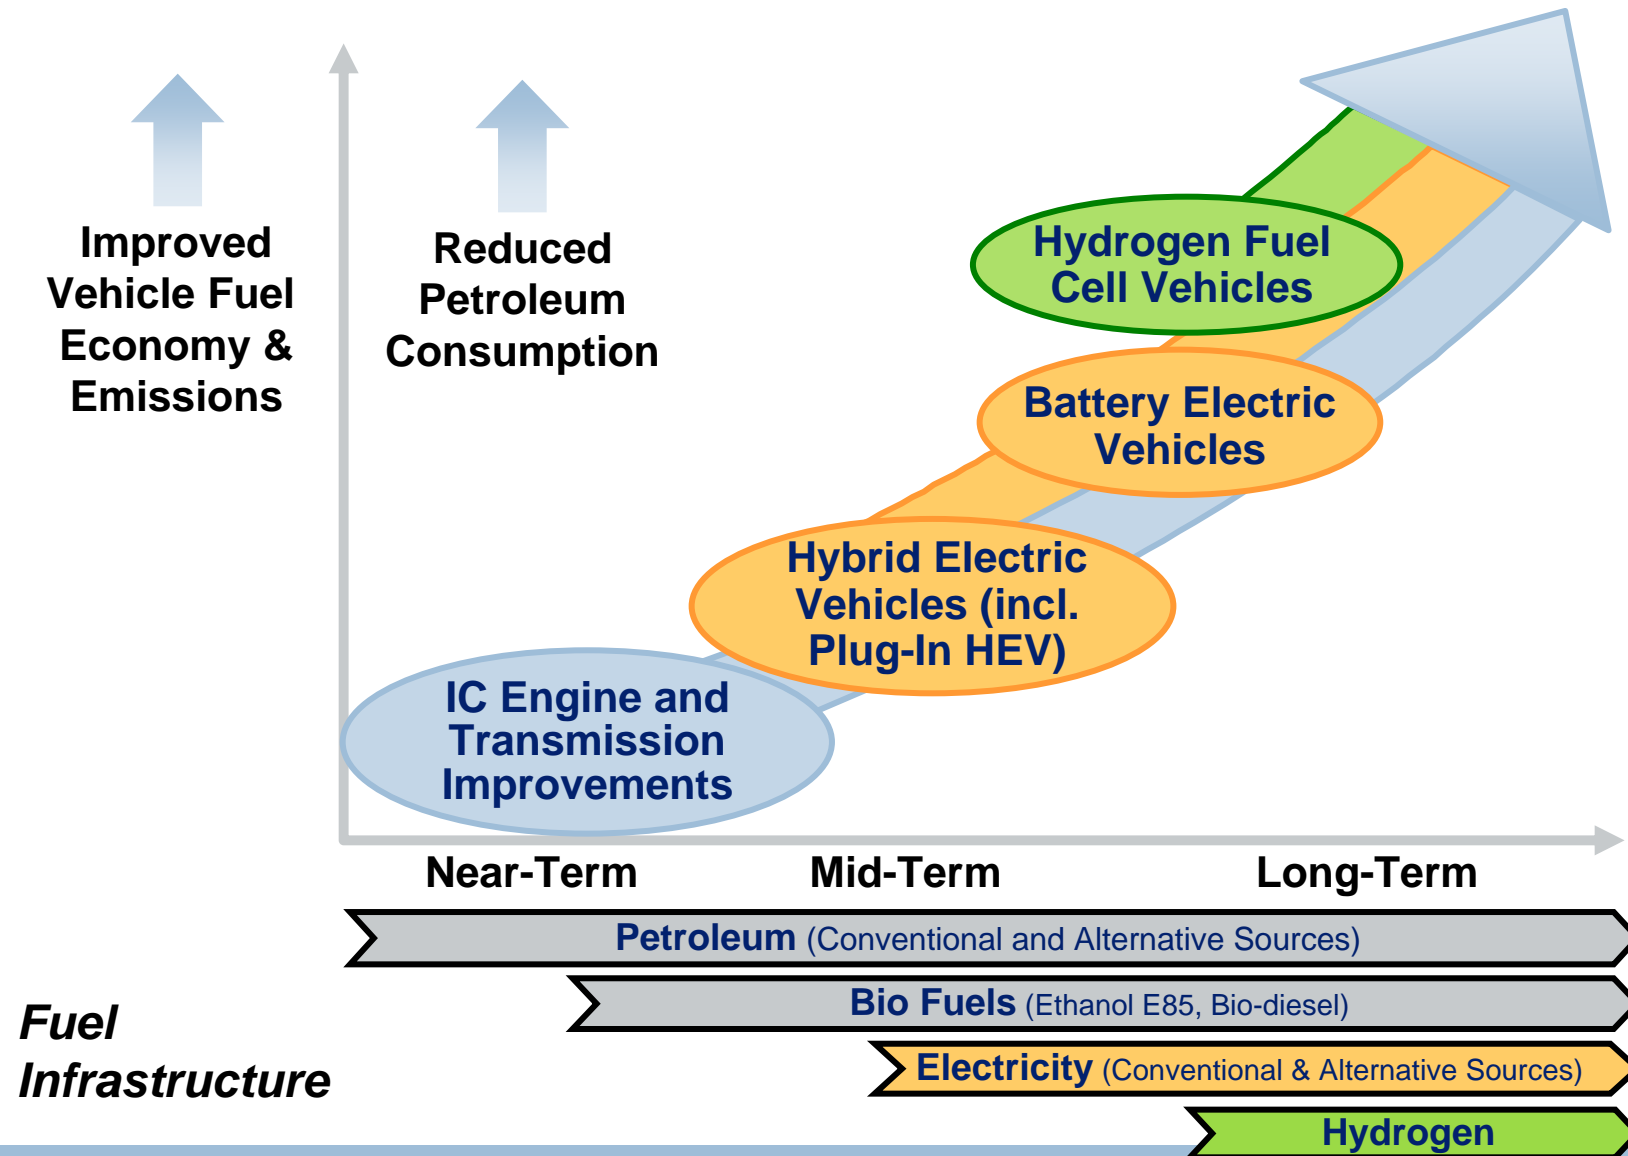 Improved
Vehicle Fuel
Economy &
Emissions
Reduced
Petroleum
Consumption
Hydrogen Fuel
Cell Vehicles
Battery Electric
Vehicles
Hybrid Electric
Vehicles (incl.
Plug-In HEV)
IC Engine and
Transmission
Improvements
Near-Term
Mid-Term
Long-Term
Petroleum (Conventional and Alternative Sources)
Bio Fuels (Ethanol E85, Bio-diesel)
Fuel
Infrastructure
Electricity (Conventional & Alternative Sources)
Hydrogen